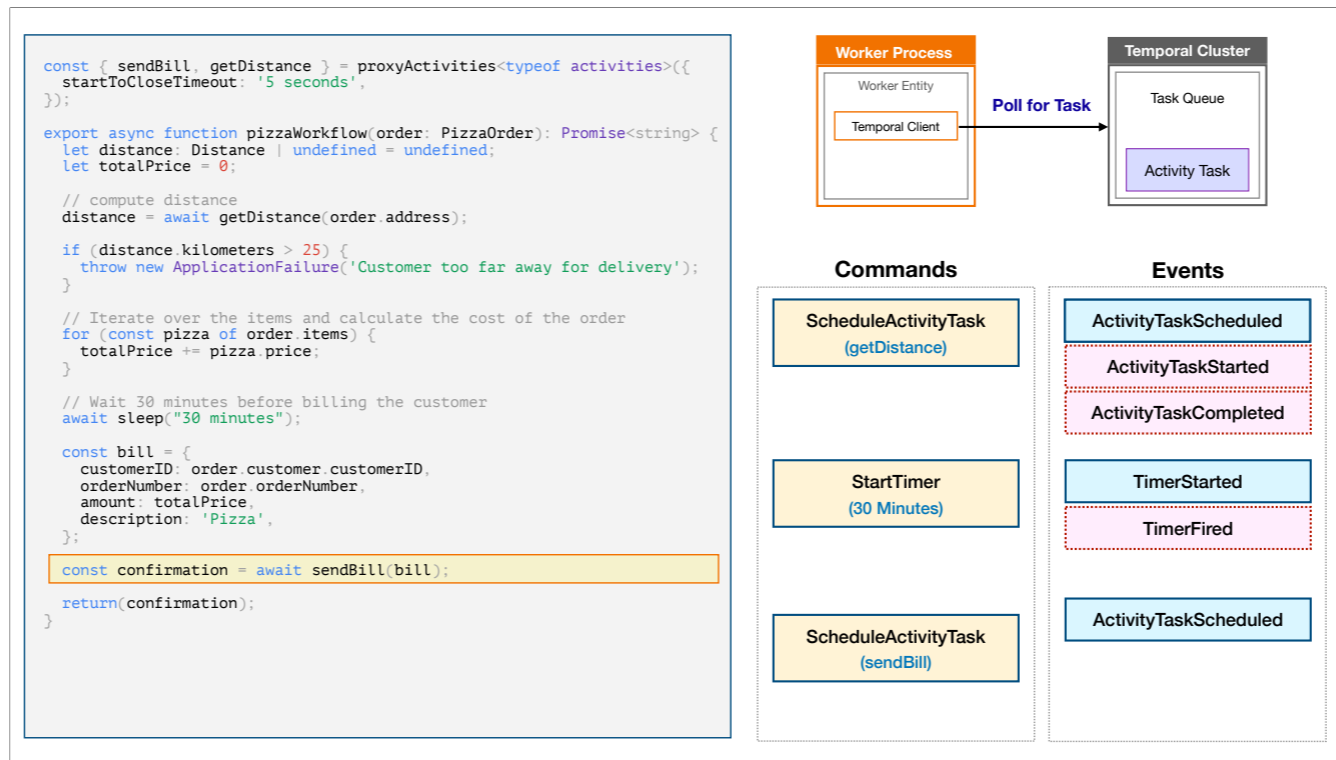 const { sendBill, getDistance } = proxyActivities<typeof activities>({
  startToCloseTimeout: '5 seconds',
});
export async function pizzaWorkflow(order: PizzaOrder): Promise<string> {
  let distance: Distance | undefined = undefined;
  let totalPrice = 0;
  // compute distance
  distance = await getDistance(order.address);
  if (distance.kilometers > 25) {
    throw new ApplicationFailure('Customer too far away for delivery');
  }
  // Iterate over the items and calculate the cost of the order
  for (const pizza of order.items) {
    totalPrice += pizza.price;
  }
  // Wait 30 minutes before billing the customer
  await sleep("30 minutes");
  const bill = {
    customerID: order.customer.customerID,
    orderNumber: order.orderNumber,
    amount: totalPrice,
    description: 'Pizza',
  };
  const confirmation = await sendBill(bill);
  return(confirmation);
}
Worker Process
Worker Entity
Temporal Client
Poll for Task
Temporal Cluster
Task Queue
Activity Task
Commands
ScheduleActivityTask
(getDistance)
StartTimer
(30 Minutes)
ScheduleActivityTask
(sendBill)
Events
ActivityTaskScheduled
ActivityTaskStarted
ActivityTaskCompleted
TimerStarted
TimerFired
ActivityTaskScheduled